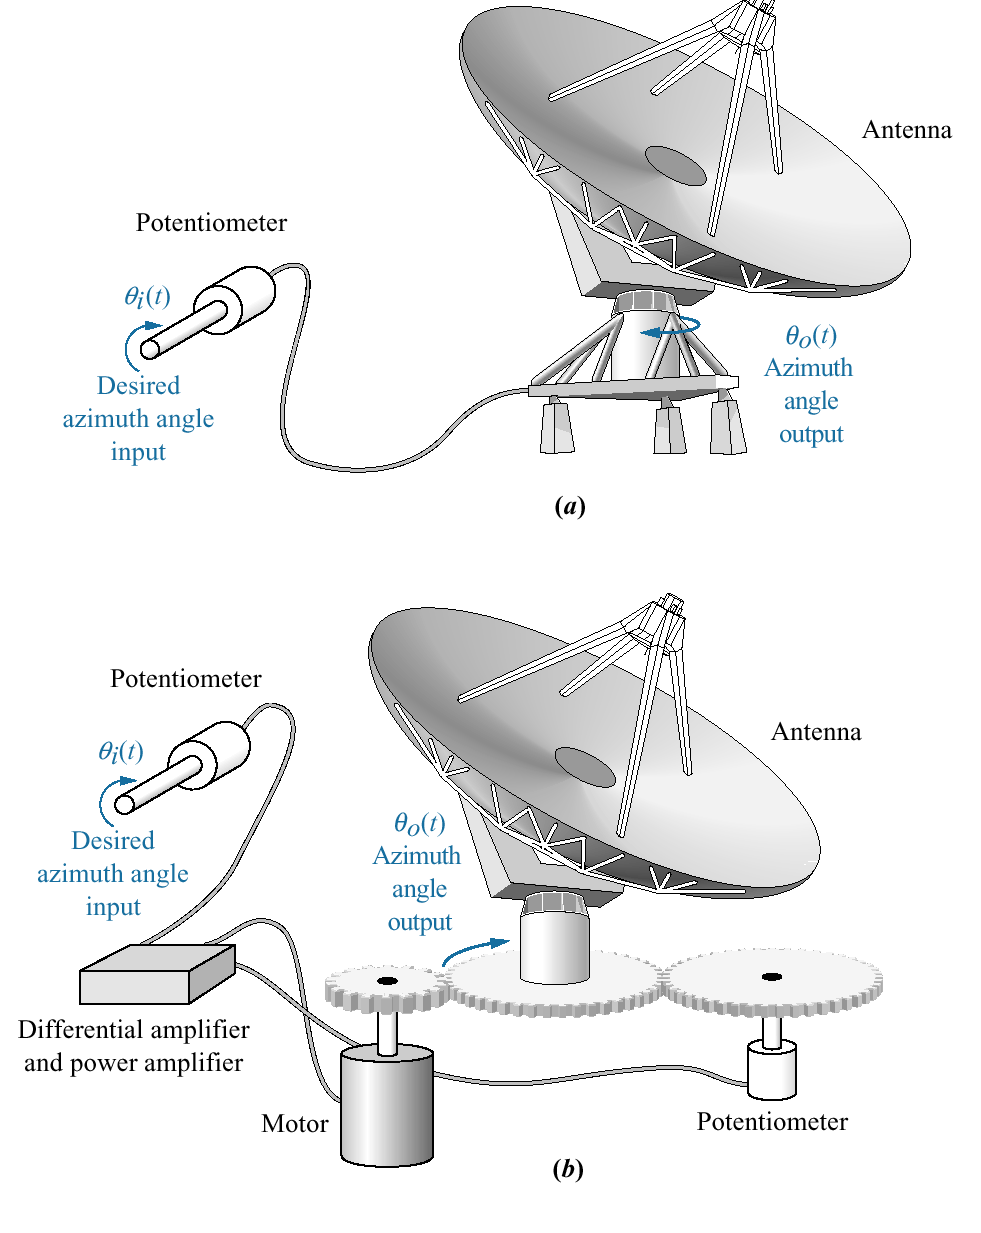 Antenna
Potentiometer
θi(t)
Desired
azimuth angle
input
θo(t)
Azimuth
angle
output
(a)
Potentiometer
Antenna
θi(t)
Desired
azimuth angle
input
θo(t)
Azimuth
angle
output
Differential amplifier
and power amplifier
Motor
Potentiometer
(b)